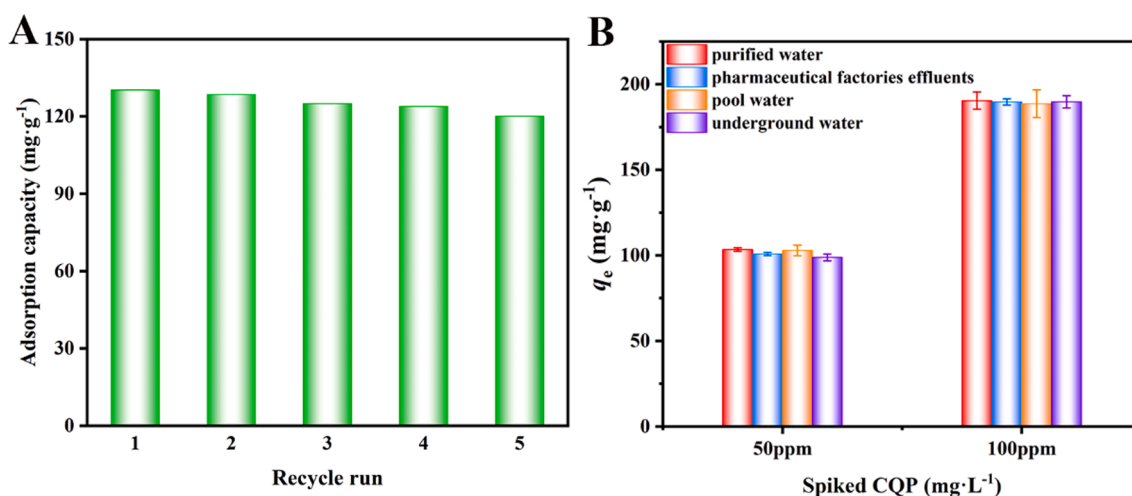 A
150
120
90
60
30
0
Adsorption capacity (mg·g⁻¹)
1 2 3 4 5
Recycle run
B
purified water
pharmaceutical factories effluents
pool water
underground water
200
150
100
50
0
qₑ (mg·g⁻¹)
50ppm 100ppm
Spiked CQP (mg·L⁻¹)